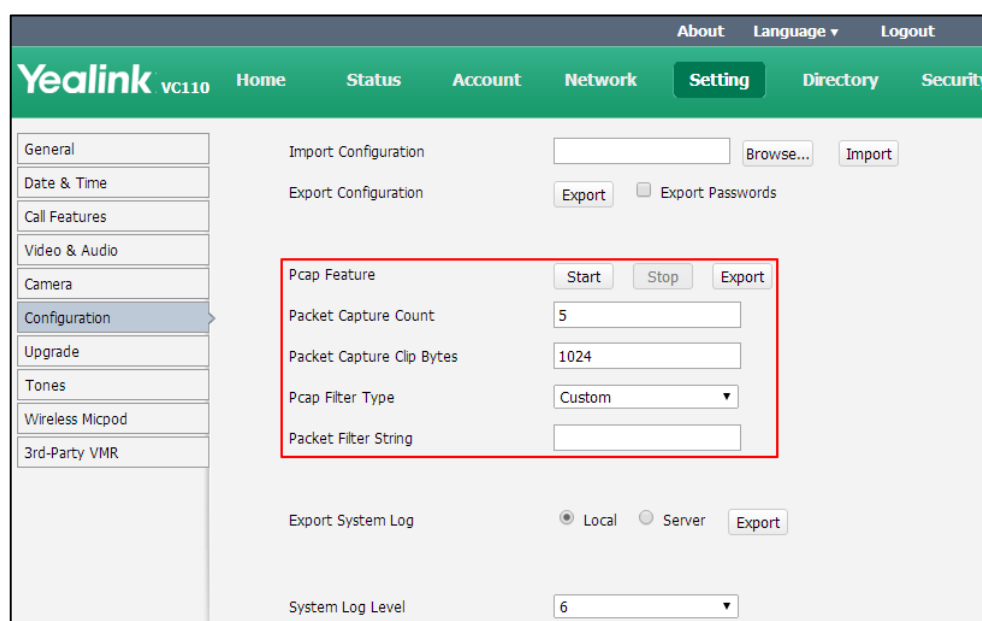 About Language ▾ Logout
Yealink VC110 Home Status Account Network Setting Directory Security
General
Date & Time
Call Features
Video & Audio
Camera
Configuration
Upgrade
Tones
Wireless Micpod
3rd-Party VMR
Import Configuration Browse... Import
Export Configuration Export Export Passwords
Pcap Feature Start Stop Export
Packet Capture Count 5
Packet Capture Clip Bytes 1024
Pcap Filter Type Custom ▼
Packet Filter String
Export System Log Local Server Export
System Log Level 6 ▼